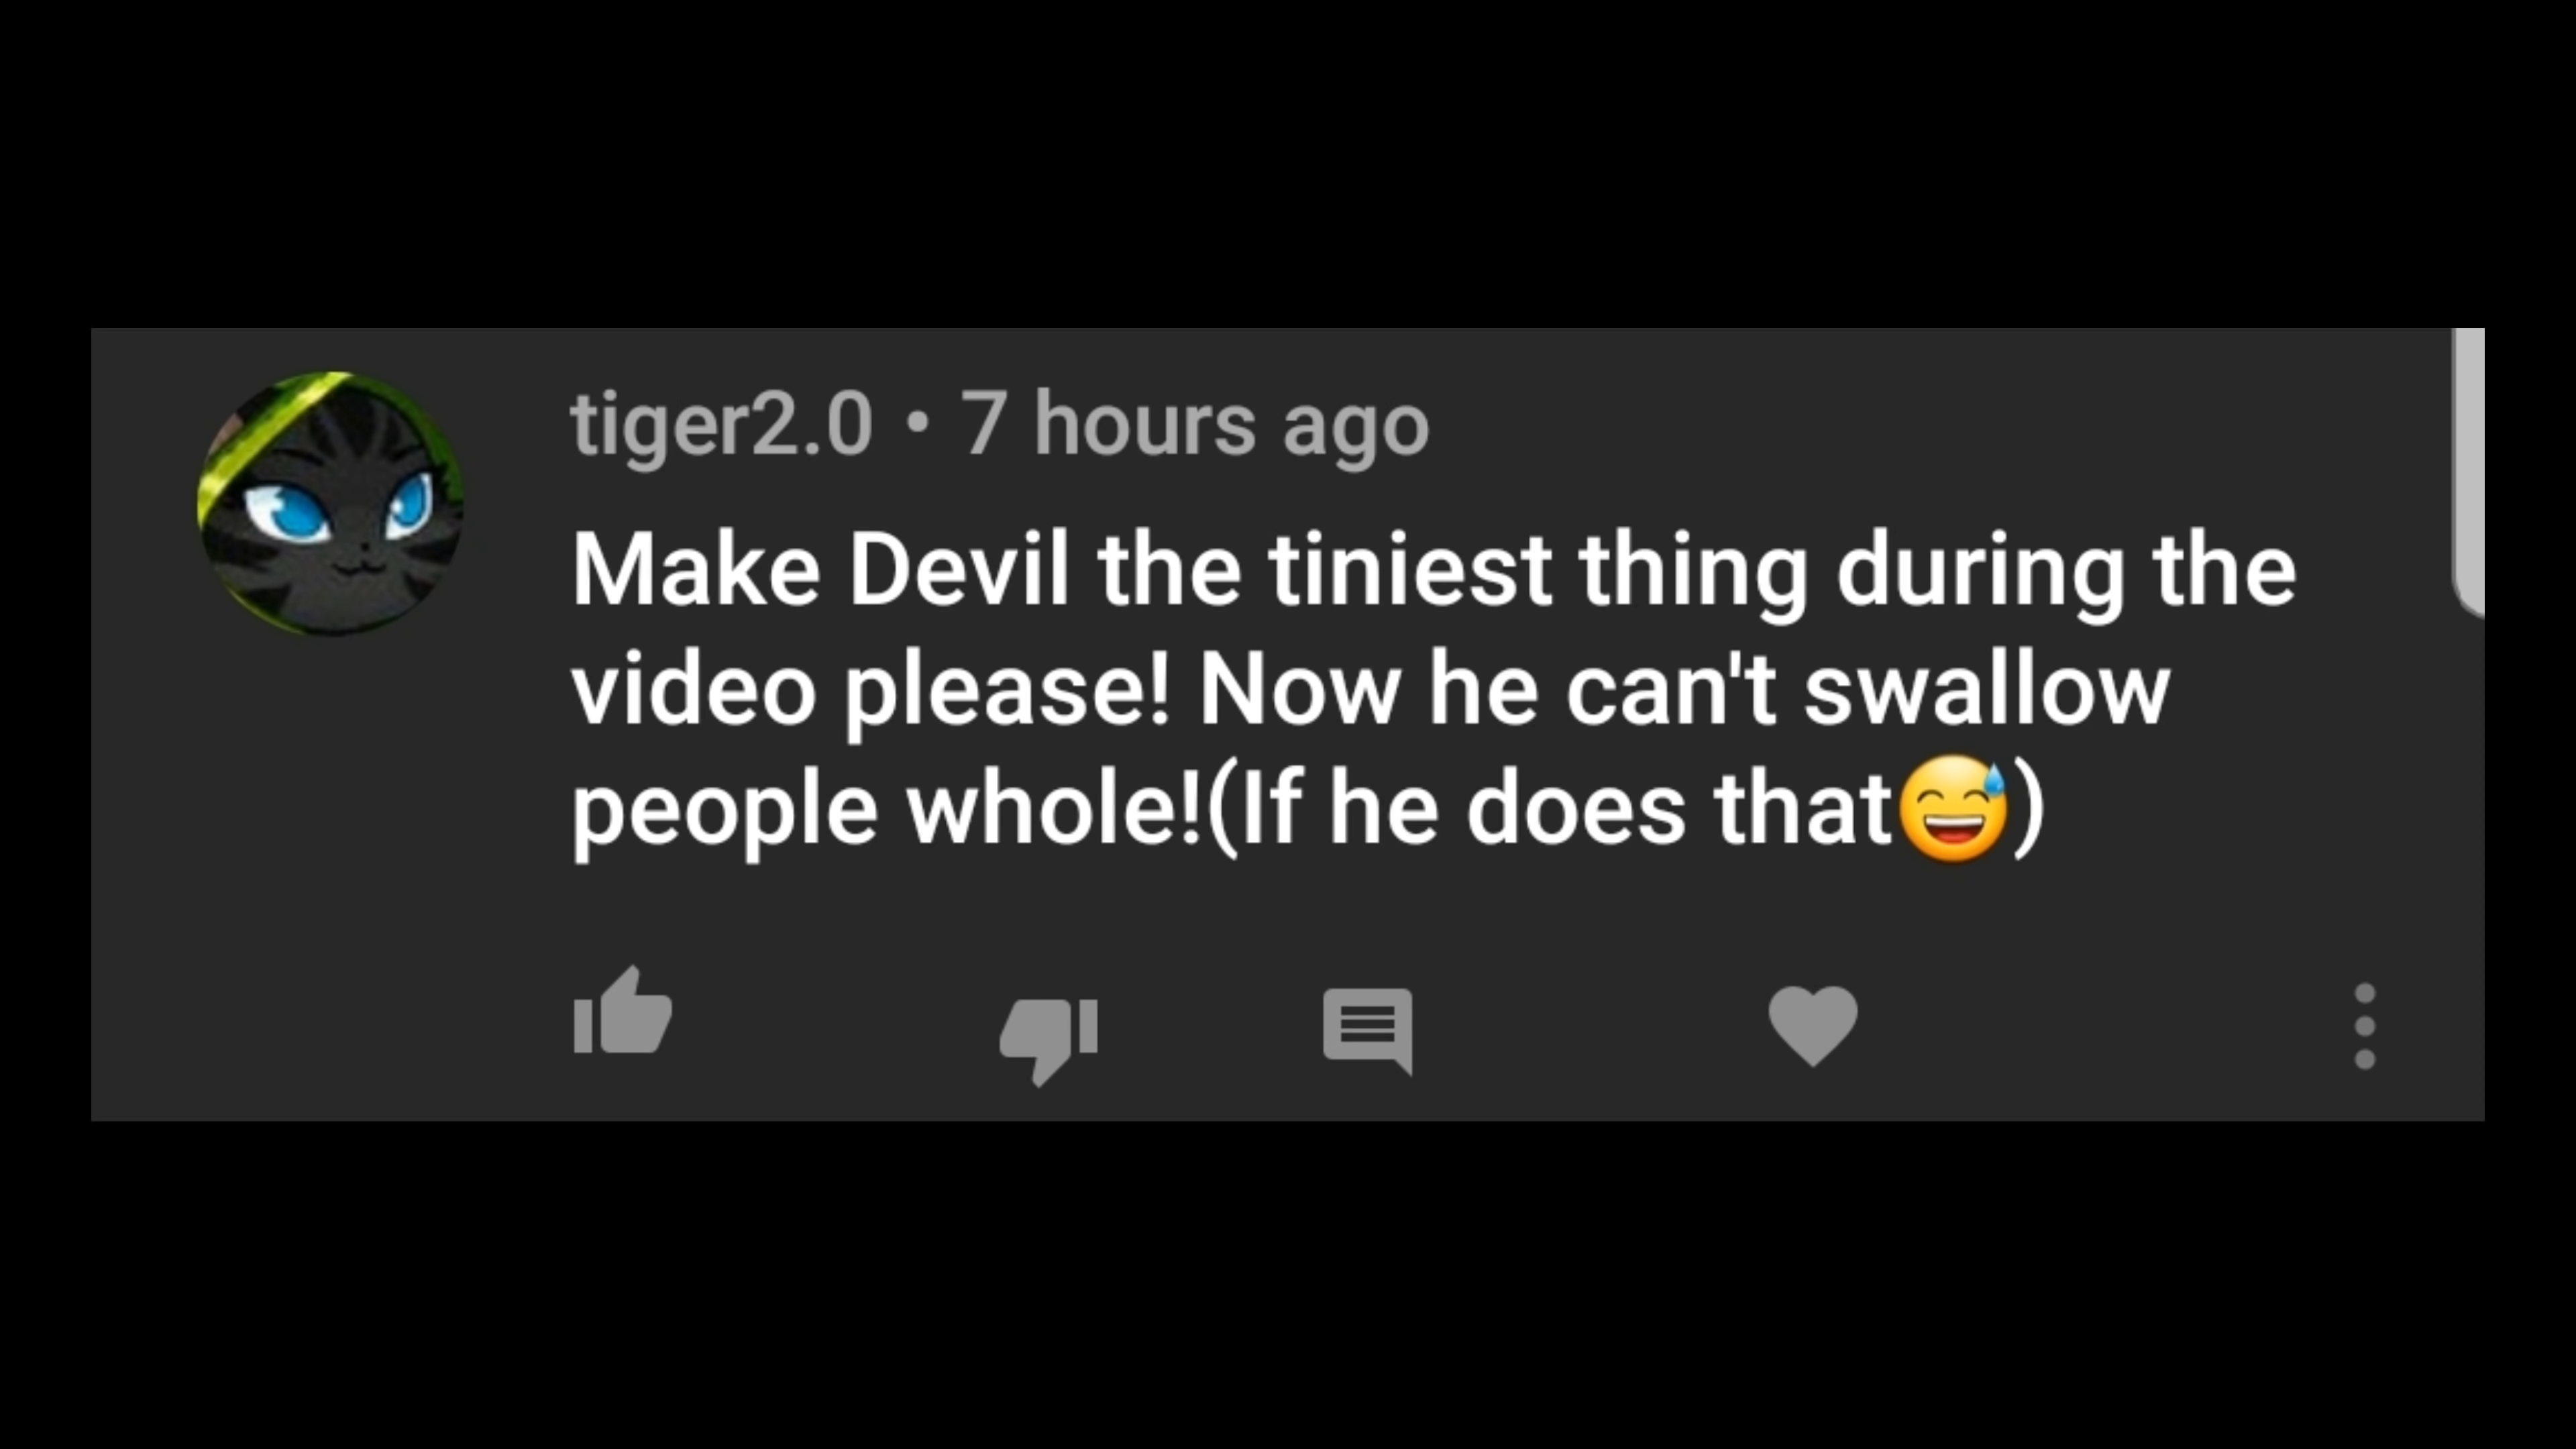 tiger2.0 • 7 hours ago
Make Devil the tiniest thing during the
video please! Now he can't swallow
people whole!(If he does that😅)